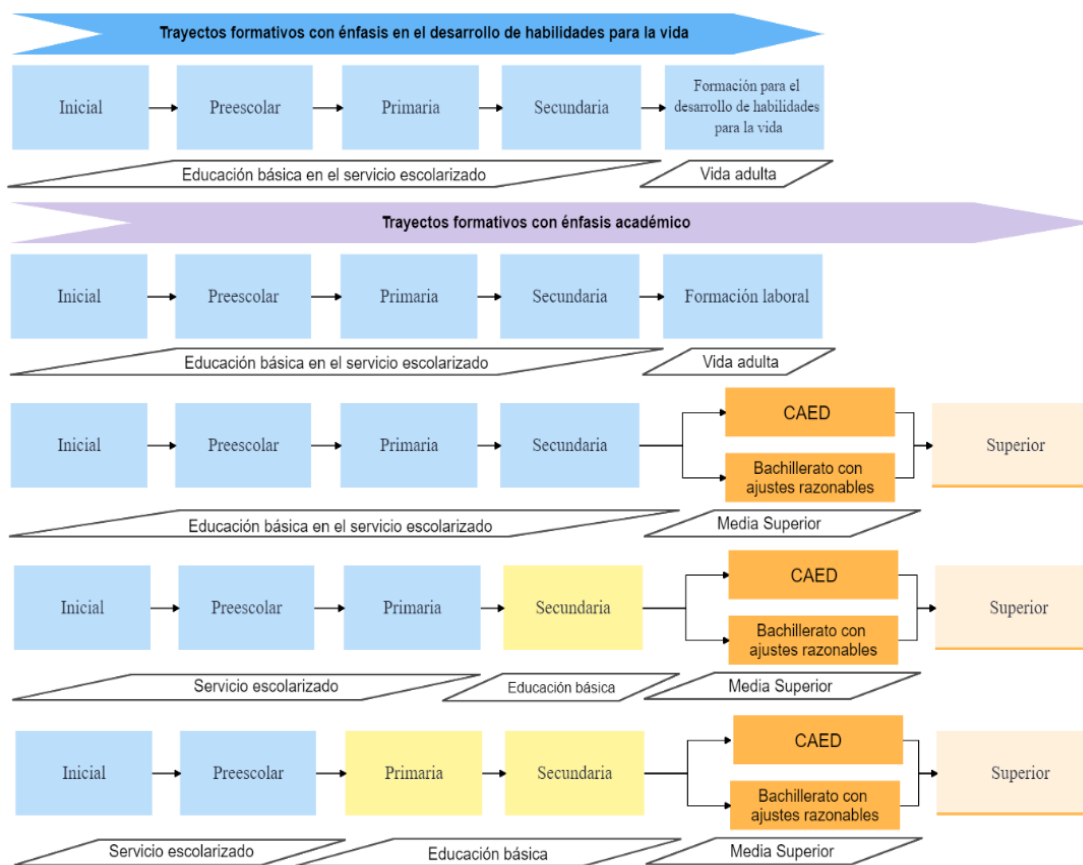 Trayectos formativos con énfasis en el desarrollo de habilidades para la vida
Inicial
Preescolar
Primaria
Secundaria
Formación para el
desarrollo de habilidades
para la vida
Educación básica en el servicio escolarizado
Vida adulta
Trayectos formativos con énfasis académico
Inicial
Preescolar
Primaria
Secundaria
Formación laboral
Educación básica en el servicio escolarizado
Vida adulta
Inicial
Preescolar
Primaria
Secundaria
CAED
Bachillerato con
ajustes razonables
Superior
Educación básica en el servicio escolarizado
Media Superior
Inicial
Preescolar
Primaria
Secundaria
CAED
Bachillerato con
ajustes razonables
Superior
Servicio escolarizado
Educación básica
Media Superior
Inicial
Preescolar
Primaria
Secundaria
CAED
Bachillerato con
ajustes razonables
Superior
Servicio escolarizado
Educación básica
Media Superior